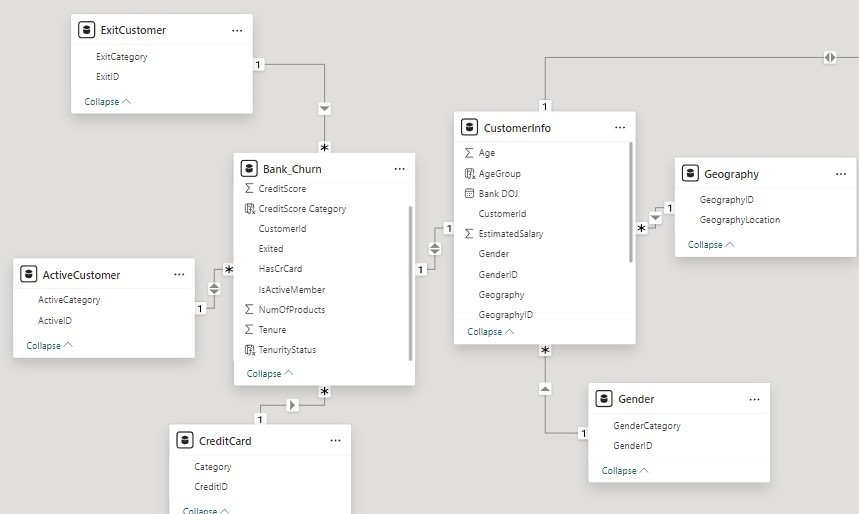 ExitCustomer
ExitCategory
ExitID
Collapse
1
*
Bank_Churn
CreditScore
CreditScore Category
CustomerId
Exited
HasCrCard
IsActiveMember
NumOfProducts
Tenure
TenurityStatus
Collapse
1
1
*
CustomerInfo
Age
AgeGroup
Bank DOJ
CustomerId
EstimatedSalary
Gender
GenderID
Geography
GeographyID
Collapse
1
*
1
Geography
GeographyID
GeographyLocation
Collapse
ActiveCustomer
ActiveCategory
ActiveID
Collapse
1
*
*
1
CreditCard
Category
CreditID
Collapse
*
1
Gender
GenderCategory
GenderID
Collapse